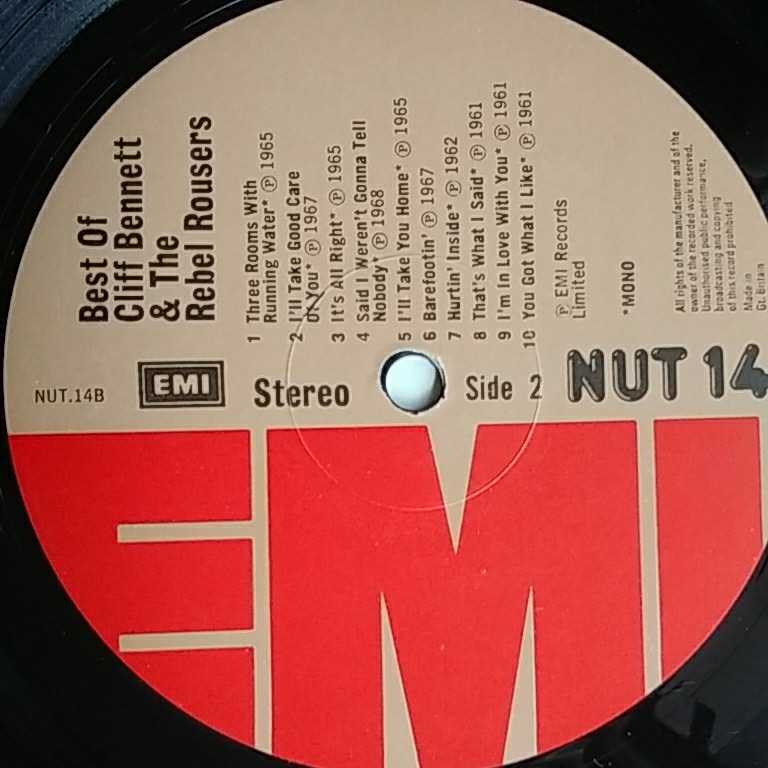 Best Of
Cliff Bennett
& The
Rebel Rousers
1 Three Rooms With
Running Water* Ⓟ 1965
2 I'll Take Good Care
Of You* Ⓟ 1967
3 It's All Right* Ⓟ 1965
4 Said I Weren't Gonna Tell
Nobody* Ⓟ 1968
5 I'll Take You Home* Ⓟ 1965
6 Barefootin' Ⓟ 1967
7 Hurtin' Inside* Ⓟ 1962
8 That's What I Said* Ⓟ 1961
9 I'm In Love With You* Ⓟ 1961
10 You Got What I Like* Ⓟ 1961
Ⓟ EMI Records
Limited
*MONO
All rights of the manufacturer and of the
owner of the recorded work reserved.
Unauthorised public performance,
broadcasting and copying
of this record prohibited
Made in
Gt. Britain
NUT.14B
EMI
Stereo
Side 2
NUT 14
EMI